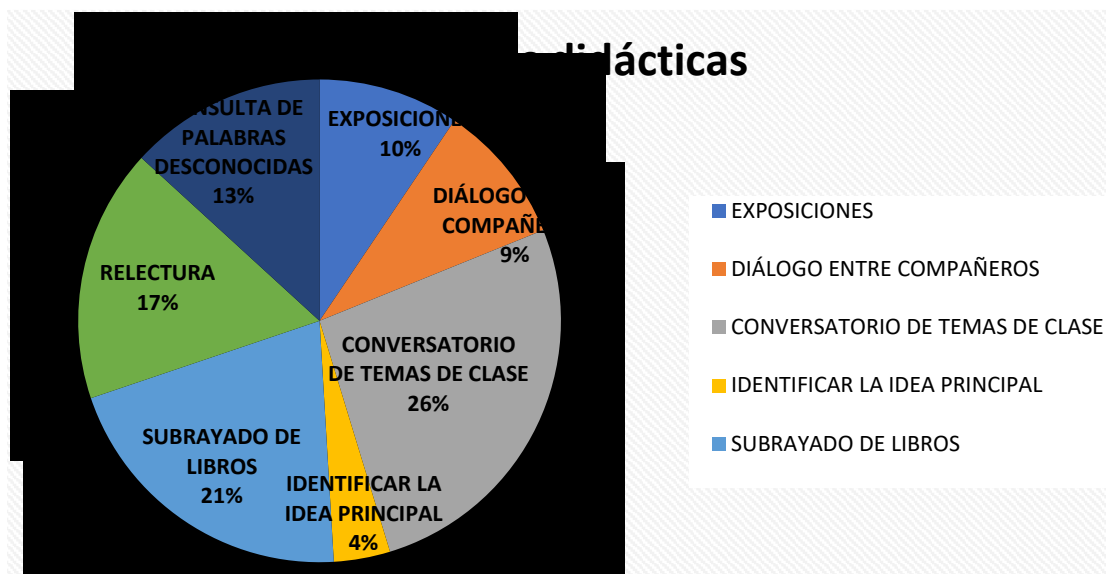 didácticas
EXPOSICIONE
10%
DIÁLOGO
COMPAÑE
9%
CONVERSATORIO
DE TEMAS DE CLASE
26%
IDENTIFICAR LA
IDEA PRINCIPAL
4%
SUBRAYADO DE
LIBROS
21%
RELECTURA
17%
NSULTA DE
PALABRAS
DESCONOCIDAS
13%
EXPOSICIONES
DIÁLOGO ENTRE COMPAÑEROS
CONVERSATORIO DE TEMAS DE CLASE
IDENTIFICAR LA IDEA PRINCIPAL
SUBRAYADO DE LIBROS